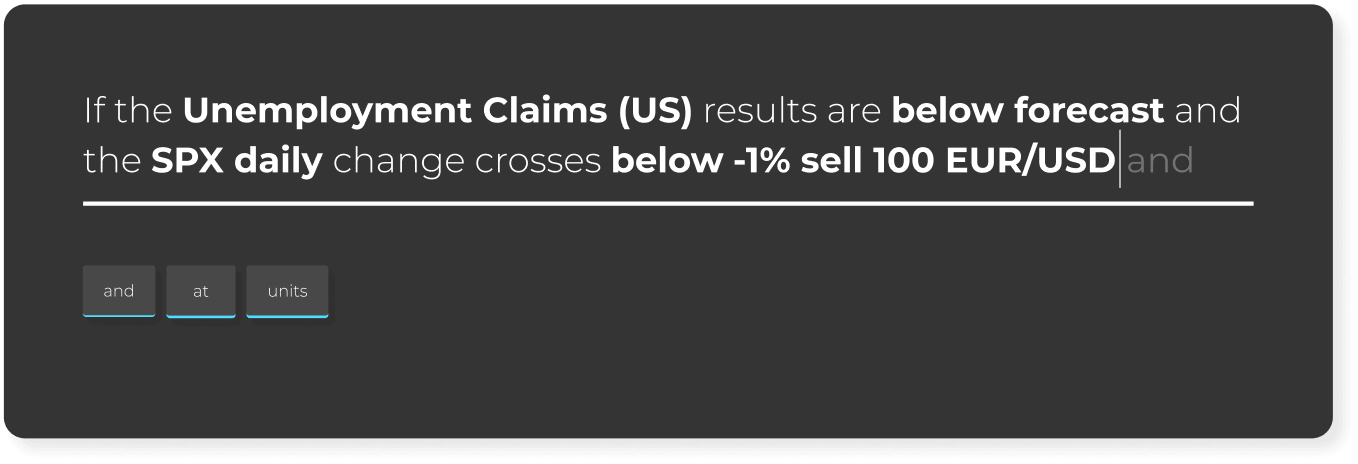 If the Unemployment Claims (US) results are below forecast and
the SPX daily change crosses below -1% sell 100 EUR/USD and
and at units